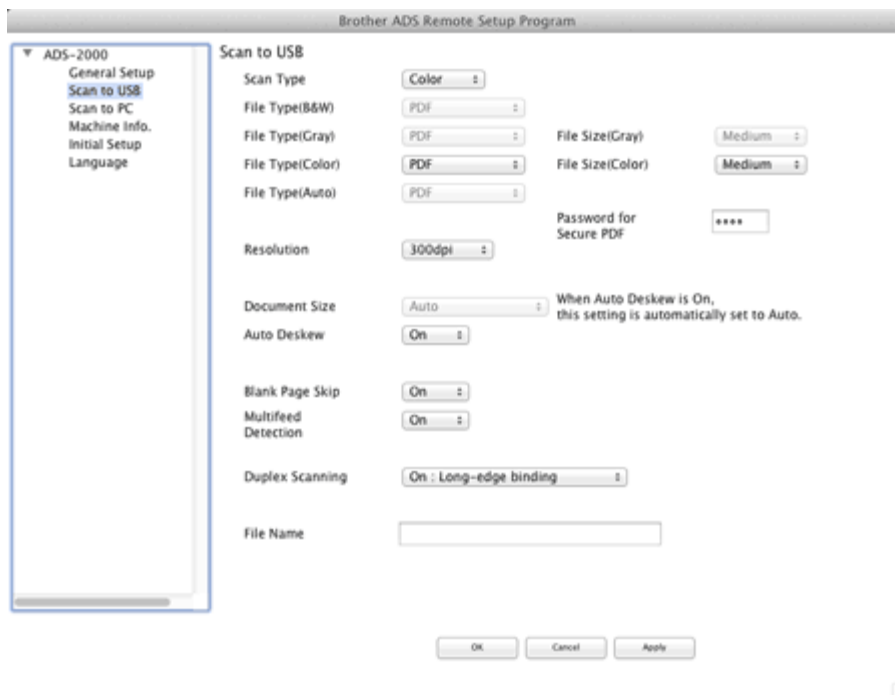 Brother ADS Remote Setup Program
ADS-2000
General Setup
Scan to USB
Scan to PC
Machine Info.
Initial Setup
Language
Scan to USB
Scan Type Color
File Type(B&W) PDF
File Type(Gray) PDF File Size(Gray) Medium
File Type(Color) PDF File Size(Color) Medium
File Type(Auto) PDF
Password for
Secure PDF
••••
Resolution 300dpi
Document Size Auto
When Auto Deskew is On,
this setting is automatically set to Auto.
Auto Deskew On
Blank Page Skip On
Multifeed
Detection
On
Duplex Scanning On : Long-edge binding
File Name
OK Cancel Apply